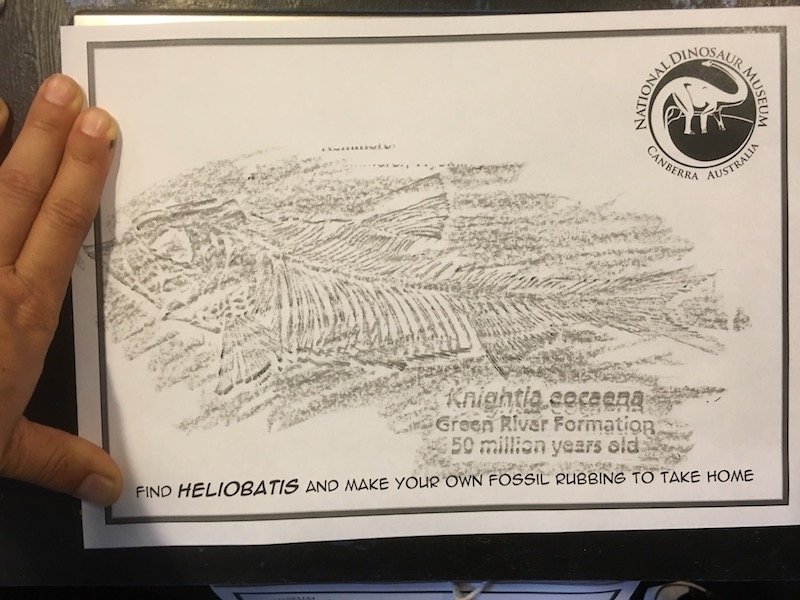 NATIONAL DINOSAUR MUSEUM
CANBERRA AUSTRALIA
Knightia eocaena
Green River Formation
50 million years old
FIND HELIOBATIS AND MAKE YOUR OWN FOSSIL RUBBING TO TAKE HOME